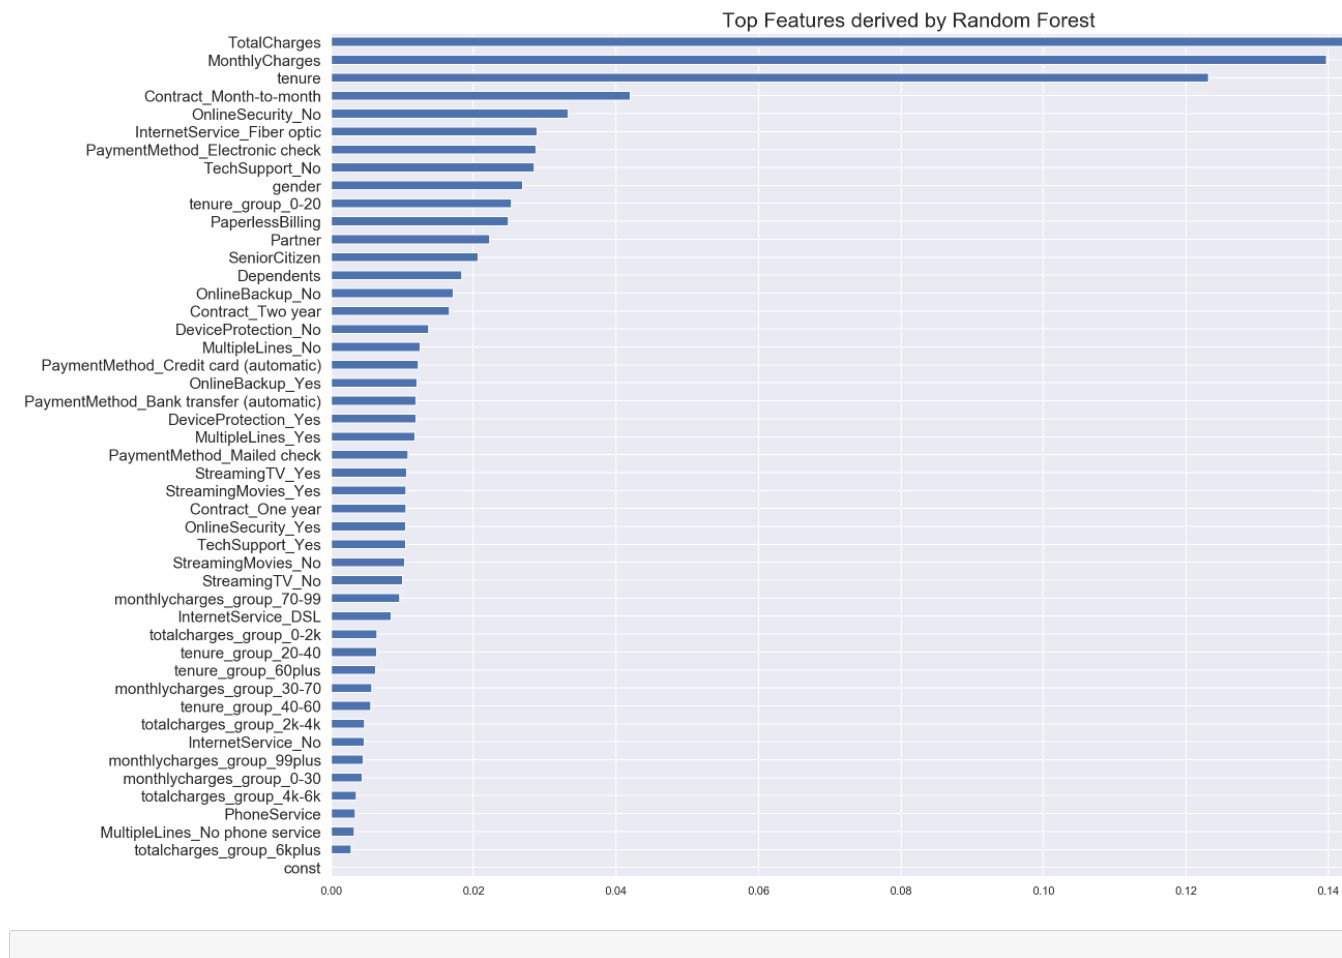 Top Features derived by Random Forest
TotalCharges
MonthlyCharges
tenure
Contract_Month-to-month
OnlineSecurity_No
InternetService_Fiber optic
PaymentMethod_Electronic check
TechSupport_No
gender
tenure_group_0-20
PaperlessBilling
Partner
SeniorCitizen
Dependents
OnlineBackup_No
Contract_Two year
DeviceProtection_No
MultipleLines_No
PaymentMethod_Credit card (automatic)
OnlineBackup_Yes
PaymentMethod_Bank transfer (automatic)
DeviceProtection_Yes
MultipleLines_Yes
PaymentMethod_Mailed check
StreamingTV_Yes
StreamingMovies_Yes
Contract_One year
OnlineSecurity_Yes
TechSupport_Yes
StreamingMovies_No
StreamingTV_No
monthlycharges_group_70-99
InternetService_DSL
totalcharges_group_0-2k
tenure_group_20-40
tenure_group_60plus
monthlycharges_group_30-70
tenure_group_40-60
totalcharges_group_2k-4k
InternetService_No
monthlycharges_group_99plus
monthlycharges_group_0-30
totalcharges_group_4k-6k
PhoneService
MultipleLines_No phone service
totalcharges_group_6kplus
const
0.00 0.02 0.04 0.06 0.08 0.10 0.12 0.14